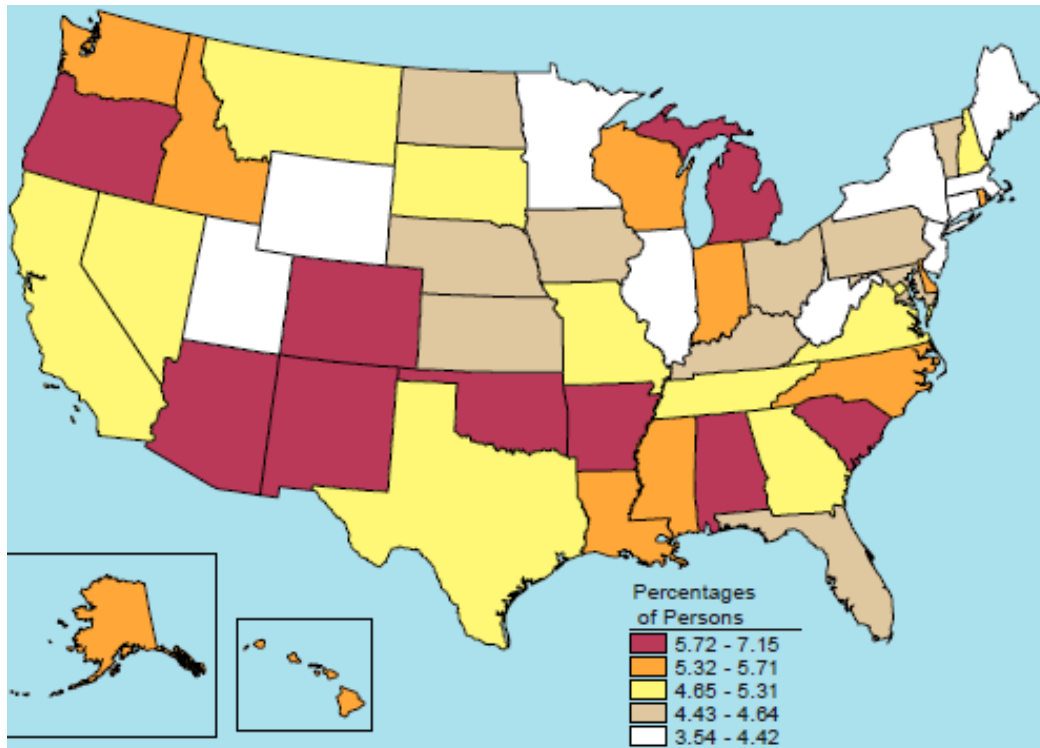 Percentages
of Persons
5.72 - 7.15
5.32 - 5.71
4.65 - 5.31
4.43 - 4.64
3.54 - 4.42